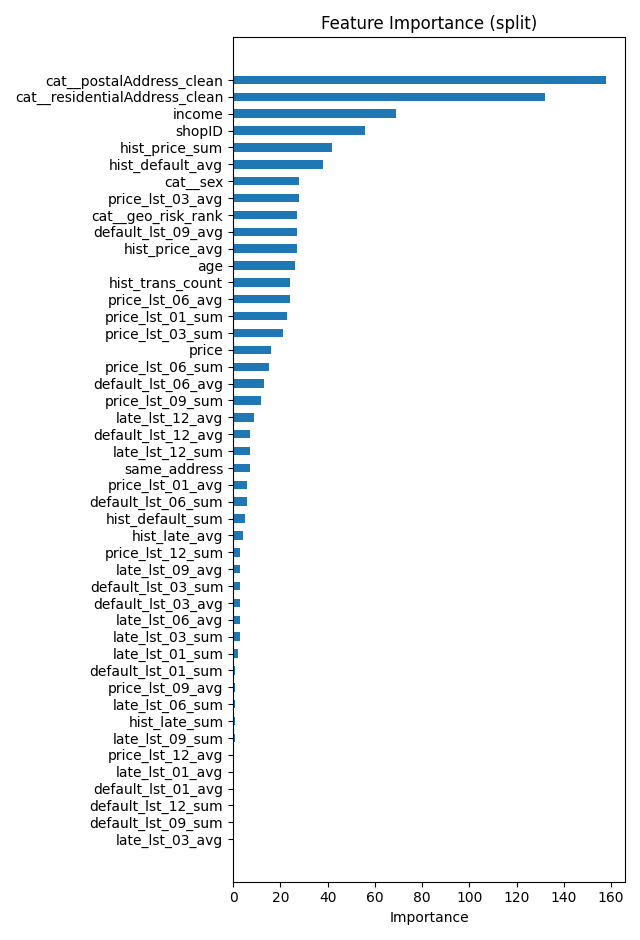 Feature Importance (split)
cat__postalAddress_clean
cat__residentialAddress_clean
income
shopID
hist_price_sum
hist_default_avg
cat__sex
price_lst_03_avg
cat__geo_risk_rank
default_lst_09_avg
hist_price_avg
age
hist_trans_count
price_lst_06_avg
price_lst_01_sum
price_lst_03_sum
price
price_lst_06_sum
default_lst_06_avg
price_lst_09_sum
late_lst_12_avg
default_lst_12_avg
late_lst_12_sum
same_address
price_lst_01_avg
default_lst_06_sum
hist_default_sum
hist_late_avg
price_lst_12_sum
late_lst_09_avg
default_lst_03_sum
default_lst_03_avg
late_lst_06_avg
late_lst_03_sum
late_lst_01_sum
default_lst_01_sum
price_lst_09_avg
late_lst_06_sum
hist_late_sum
late_lst_09_sum
price_lst_12_avg
late_lst_01_avg
default_lst_01_avg
default_lst_12_sum
default_lst_09_sum
late_lst_03_avg
0 20 40 60 80 100 120 140 160
Importance